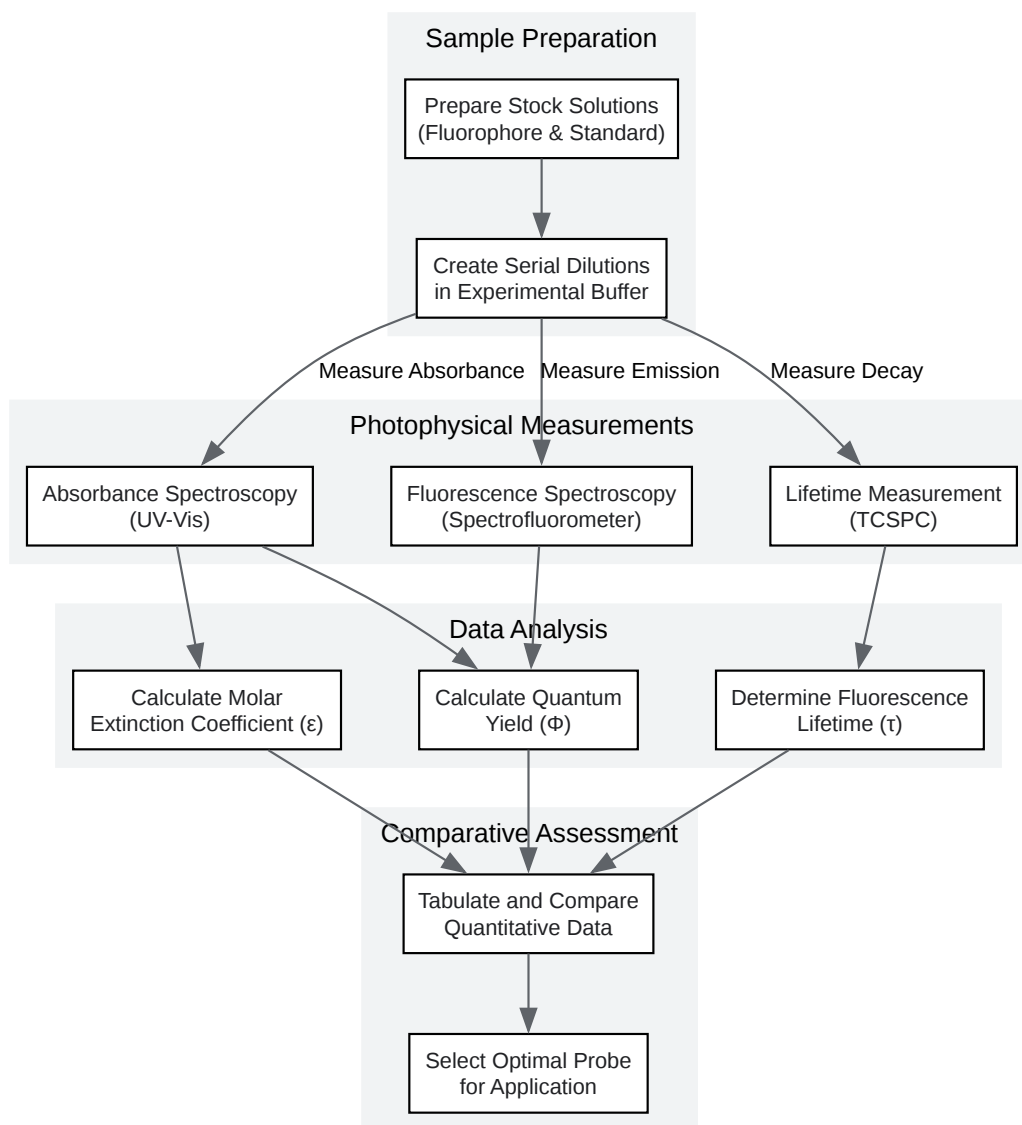 Sample Preparation
Prepare Stock Solutions
(Fluorophore & Standard)
Create Serial Dilutions
in Experimental Buffer
Measure Absorbance
Measure Emission
Measure Decay
Photophysical Measurements
Absorbance Spectroscopy
(UV-Vis)
Fluorescence Spectroscopy
(Spectrofluorometer)
Lifetime Measurement
(TCSPC)
Data Analysis
Calculate Molar
Extinction Coefficient (ε)
Calculate Quantum
Yield (Φ)
Determine Fluorescence
Lifetime (τ)
Comparative Assessment
Tabulate and Compare
Quantitative Data
Select Optimal Probe
for Application